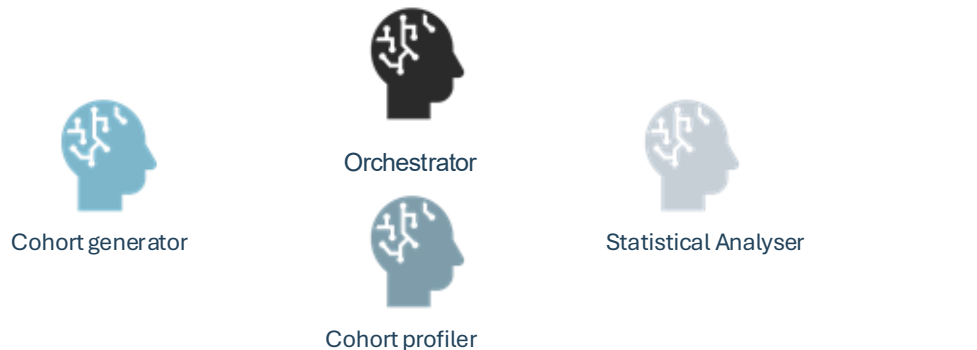 Orchestrator
Cohort generator
Statistical Analyser
Cohort profiler